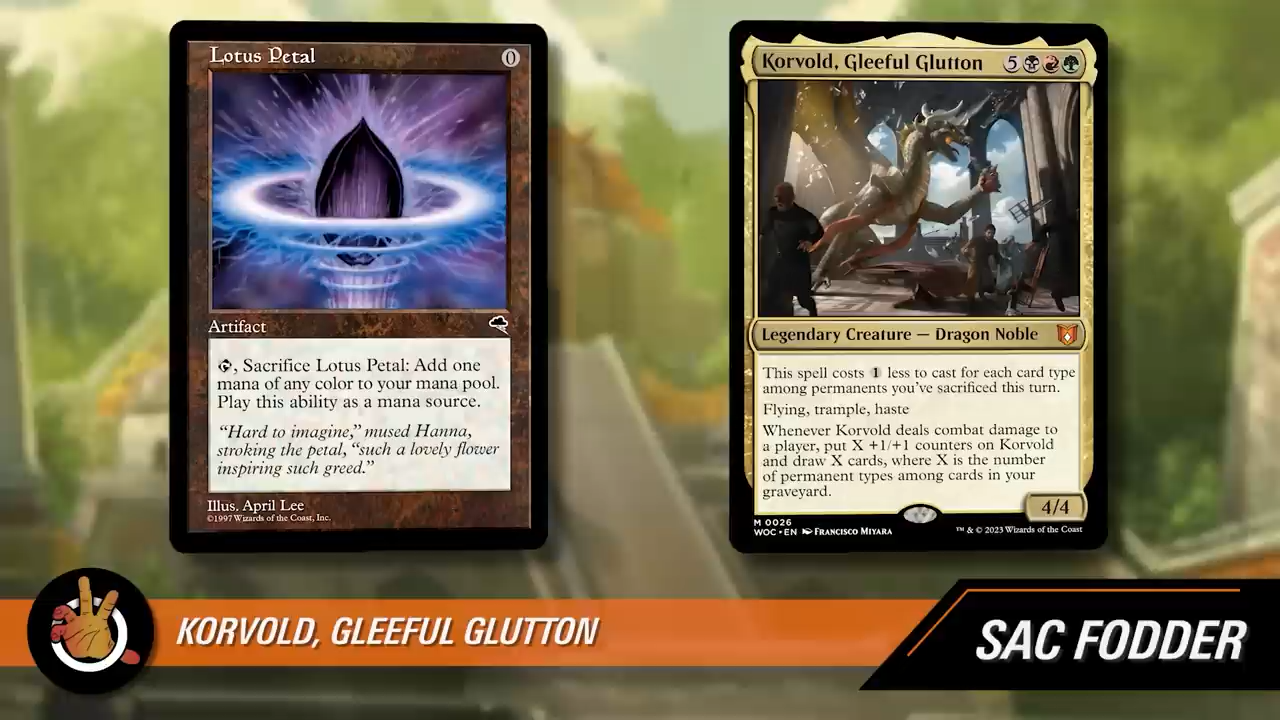 Lotus Petal
0
Artifact
, Sacrifice Lotus Petal: Add one
mana of any color to your mana pool.
Play this ability as a mana source.
“Hard to imagine,” mused Hanna,
stroking the petal, “such a lovely flower
inspiring such greed.”
Illus. April Lee
©1997 Wizards of the Coast, Inc.
Korvold, Gleeful Glutton
5
Legendary Creature — Dragon Noble
This spell costs 1 less to cast for each card type
among permanents you've sacrificed this turn.
Flying, trample, haste
Whenever Korvold deals combat damage to
a player, put X +1/+1 counters on Korvold
and draw X cards, where X is the number
of permanent types among cards in your
graveyard.
4/4
M 0026
WOC • EN Francisco Miyara
™ & © 2023 Wizards of the Coast
KORVOLD, GLEEFUL GLUTTON
SAC FODDER